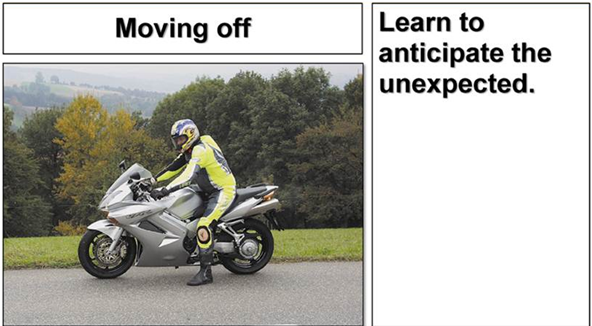 Moving off
Learn to
anticipate the
unexpected.